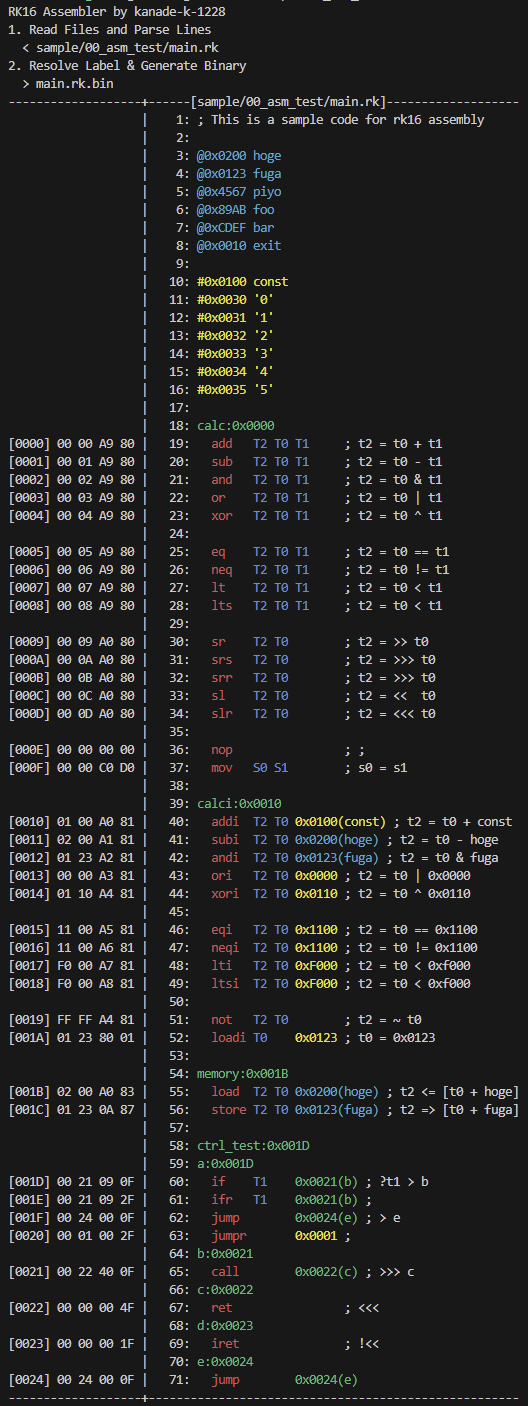 RK16 Assembler by kanade-k-1228
1. Read Files and Parse Lines
  < sample/00_asm_test/main.rk
2. Resolve Label & Generate Binary
  > main.rk.bin
-------------------+------[sample/00_asm_test/main.rk]-------------------
                   |    1: ; This is a sample code for rk16 assembly
                   |    2:
                   |    3: @0x0200 hoge
                   |    4: @0x0123 fuga
                   |    5: @0x4567 piyo
                   |    6: @0x89AB foo
                   |    7: @0xCDEF bar
                   |    8: @0x0010 exit
                   |    9:
                   |   10: #0x0100 const
                   |   11: #0x0030 '0'
                   |   12: #0x0031 '1'
                   |   13: #0x0032 '2'
                   |   14: #0x0033 '3'
                   |   15: #0x0034 '4'
                   |   16: #0x0035 '5'
                   |   17:
                   |   18: calc:0x0000
[0000] 00 00 A9 80 |   19:   add   T2 T0 T1     ; t2 = t0 + t1
[0001] 00 01 A9 80 |   20:   sub   T2 T0 T1     ; t2 = t0 - t1
[0002] 00 02 A9 80 |   21:   and   T2 T0 T1     ; t2 = t0 & t1
[0003] 00 03 A9 80 |   22:   or    T2 T0 T1     ; t2 = t0 | t1
[0004] 00 04 A9 80 |   23:   xor   T2 T0 T1     ; t2 = t0 ^ t1
                   |   24:
[0005] 00 05 A9 80 |   25:   eq    T2 T0 T1     ; t2 = t0 == t1
[0006] 00 06 A9 80 |   26:   neq   T2 T0 T1     ; t2 = t0 != t1
[0007] 00 07 A9 80 |   27:   lt    T2 T0 T1     ; t2 = t0 < t1
[0008] 00 08 A9 80 |   28:   lts   T2 T0 T1     ; t2 = t0 < t1
                   |   29:
[0009] 00 09 A0 80 |   30:   sr    T2 T0        ; t2 = >> t0
[000A] 00 0A A0 80 |   31:   srs   T2 T0        ; t2 = >>> t0
[000B] 00 0B A0 80 |   32:   srr   T2 T0        ; t2 = >>> t0
[000C] 00 0C A0 80 |   33:   sl    T2 T0        ; t2 = <<  t0
[000D] 00 0D A0 80 |   34:   slr   T2 T0        ; t2 = <<< t0
                   |   35:
[000E] 00 00 00 00 |   36:   nop                ; ;
[000F] 00 00 C0 D0 |   37:   mov   S0 S1        ; s0 = s1
                   |   38:
                   |   39: calci:0x0010
[0010] 01 00 A0 81 |   40:   addi  T2 T0 0x0100(const) ; t2 = t0 + const
[0011] 02 00 A1 81 |   41:   subi  T2 T0 0x0200(hoge) ; t2 = t0 - hoge
[0012] 01 23 A2 81 |   42:   andi  T2 T0 0x0123(fuga) ; t2 = t0 & fuga
[0013] 00 00 A3 81 |   43:   ori   T2 T0 0x0000 ; t2 = t0 | 0x0000
[0014] 01 10 A4 81 |   44:   xori  T2 T0 0x0110 ; t2 = t0 ^ 0x0110
                   |   45:
[0015] 11 00 A5 81 |   46:   eqi   T2 T0 0x1100 ; t2 = t0 == 0x1100
[0016] 11 00 A6 81 |   47:   neqi  T2 T0 0x1100 ; t2 = t0 != 0x1100
[0017] F0 00 A7 81 |   48:   lti   T2 T0 0xF000 ; t2 = t0 < 0xf000
[0018] F0 00 A8 81 |   49:   ltsi  T2 T0 0xF000 ; t2 = t0 < 0xf000
                   |   50:
[0019] FF FF A4 81 |   51:   not   T2 T0        ; t2 = ~ t0
[001A] 01 23 80 01 |   52:   loadi T0    0x0123 ; t0 = 0x0123
                   |   53:
                   |   54: memory:0x001B
[001B] 02 00 A0 83 |   55:   load  T2 T0 0x0200(hoge) ; t2 <= [t0 + hoge]
[001C] 01 23 0A 87 |   56:   store T2 T0 0x0123(fuga) ; t2 => [t0 + fuga]
                   |   57:
                   |   58: ctrl_test:0x001D
                   |   59: a:0x001D
[001D] 00 21 09 0F |   60:   if    T1    0x0021(b) ; ?t1 > b
[001E] 00 21 09 2F |   61:   ifr   T1    0x0021(b) ;
[001F] 00 24 00 0F |   62:   jump        0x0024(e) ; > e
[0020] 00 01 00 2F |   63:   jumpr       0x0001 ;
                   |   64: b:0x0021
[0021] 00 22 40 0F |   65:   call        0x0022(c) ; >>> c
                   |   66: c:0x0022
[0022] 00 00 00 4F |   67:   ret                ; <<<
                   |   68: d:0x0023
[0023] 00 00 00 1F |   69:   iret               ; !<<
                   |   70: e:0x0024
[0024] 00 24 00 0F |   71:   jump        0x0024(e)
-------------------+-----------------------------------------------------